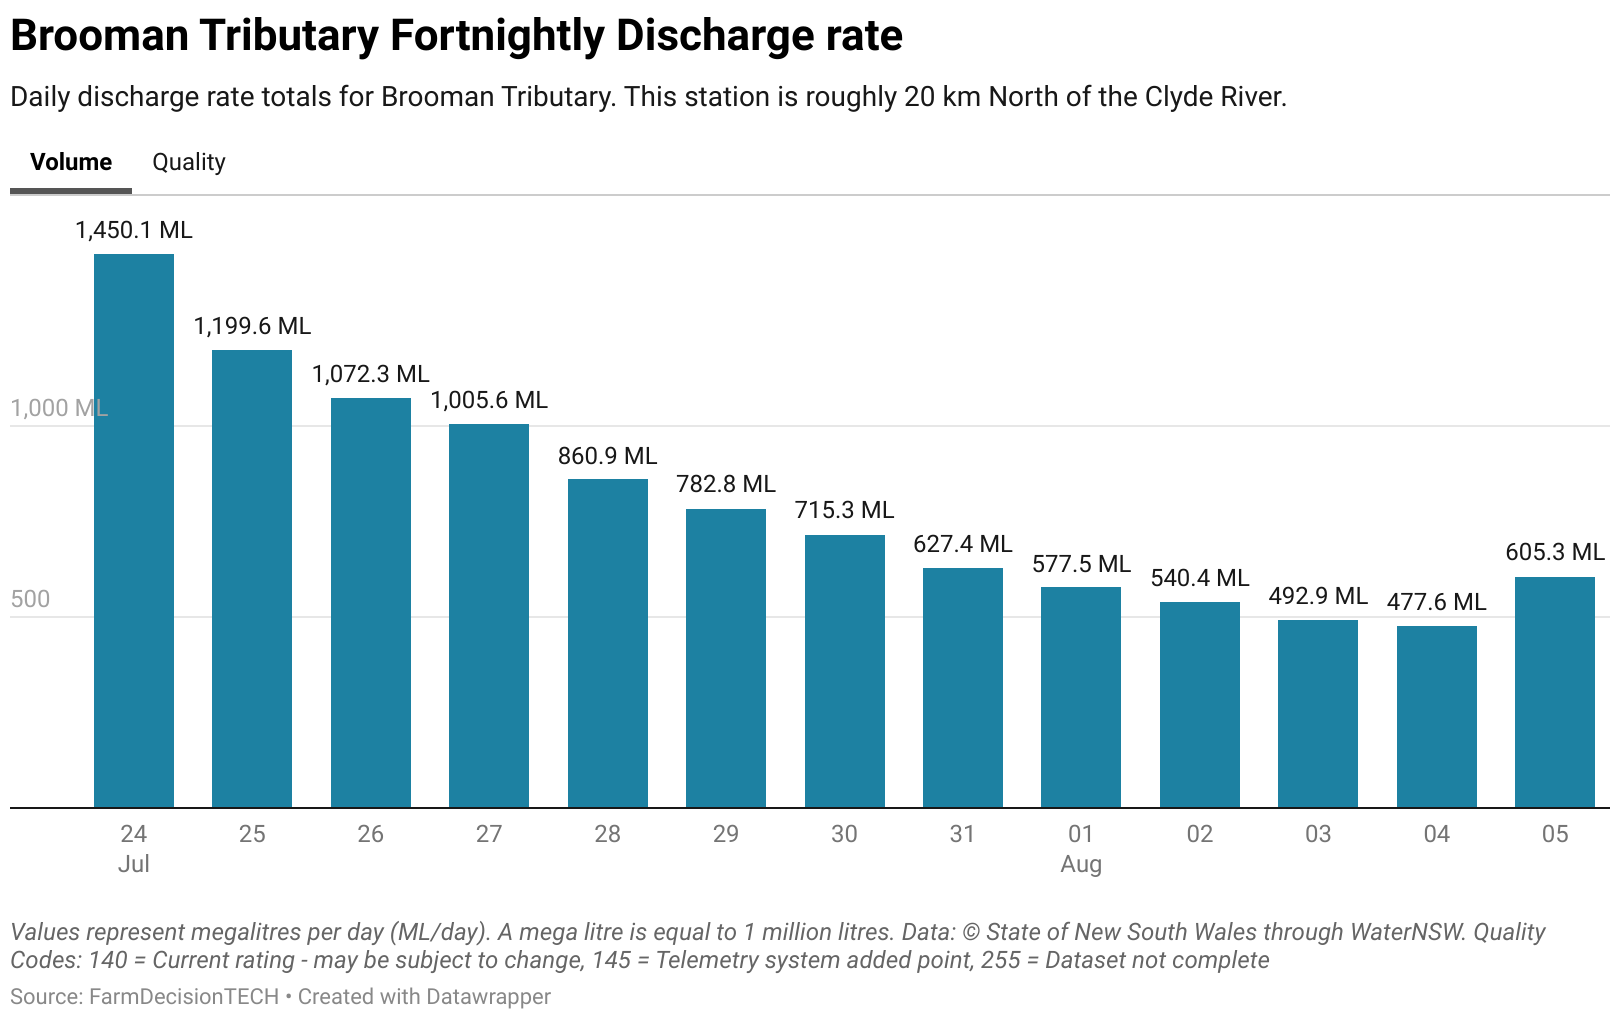 Brooman Tributary Fortnightly Discharge rate
Daily discharge rate totals for Brooman Tributary. This station is roughly 20 km North of the Clyde River.
Volume Quality
1,450.1 ML
1,199.6 ML
1,072.3 ML
1,005.6 ML
860.9 ML
782.8 ML
715.3 ML
627.4 ML
577.5 ML
540.4 ML
492.9 ML
477.6 ML
605.3 ML
1,000 ML
500
24 25 26 27 28 29 30 31 01 02 03 04 05
Jul Aug
Values represent megalitres per day (ML/day). A mega litre is equal to 1 million litres. Data: © State of New South Wales through WaterNSW. Quality
Codes: 140 = Current rating - may be subject to change, 145 = Telemetry system added point, 255 = Dataset not complete
Source: FarmDecisionTECH • Created with Datawrapper